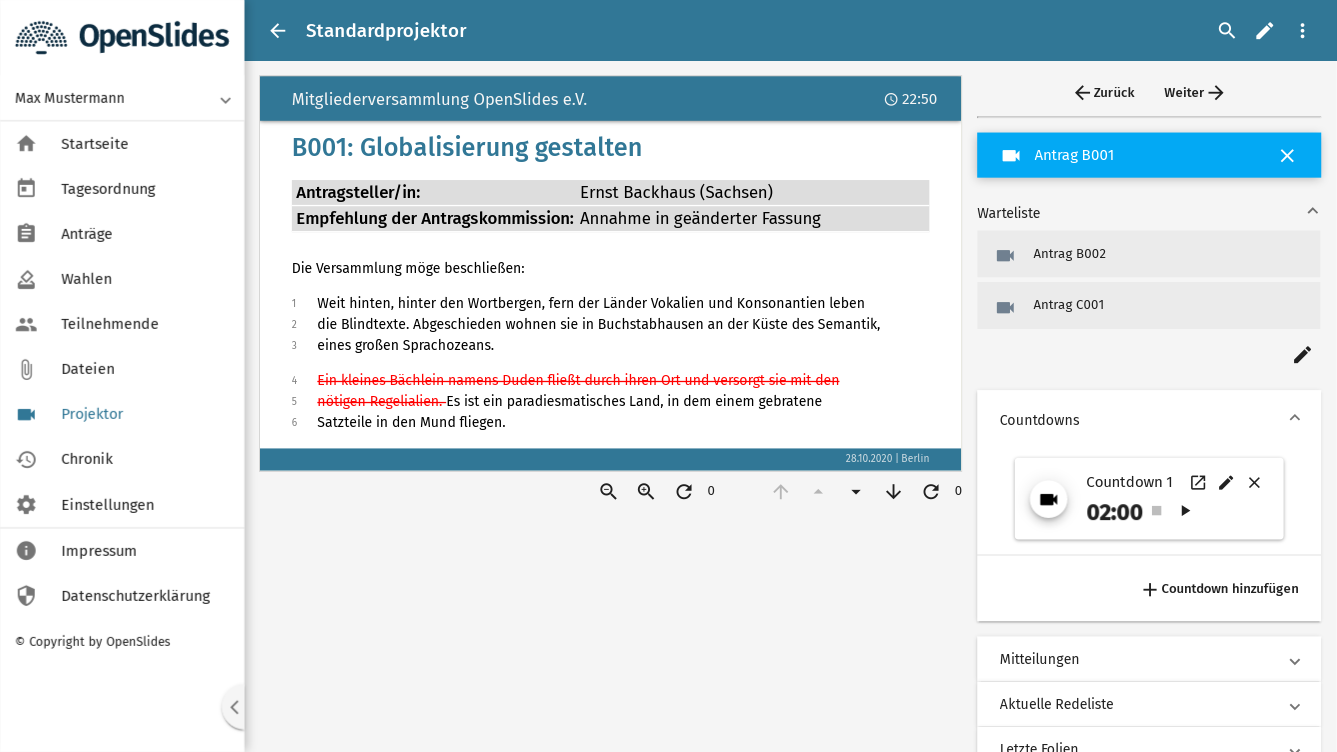 OpenSlides
Max Mustermann
Startseite
Tagesordnung
Anträge
Wahlen
Teilnehmende
Dateien
Projektor
Chronik
Einstellungen
Impressum
Datenschutzerklärung
© Copyright by OpenSlides
Standardprojektor
Mitgliederversammlung OpenSlides e.V.
22:50
B001: Globalisierung gestalten
Antragsteller/in: Ernst Backhaus (Sachsen)
Empfehlung der Antragskommission: Annahme in geänderter Fassung
Die Versammlung möge beschließen:
1 Weit hinten, hinter den Wortbergen, fern der Länder Vokalien und Konsonantien leben
2 die Blindtexte. Abgeschieden wohnen sie in Buchstabhausen an der Küste des Semantik,
3 eines großen Sprachozeans.
4 Ein kleines Bächlein namens Duden fließt durch ihren Ort und versorgt sie mit den
5 nötigen Regelialien. Es ist ein paradiesmatisches Land, in dem einem gebratene
6 Satzteile in den Mund fliegen.
28.10.2020 | Berlin
0
0
Zurück Weiter
Antrag B001
Warteliste
Antrag B002
Antrag C001
Countdowns
Countdown 1
02:00
Countdown hinzufügen
Mitteilungen
Aktuelle Redeliste
Letzte Folien